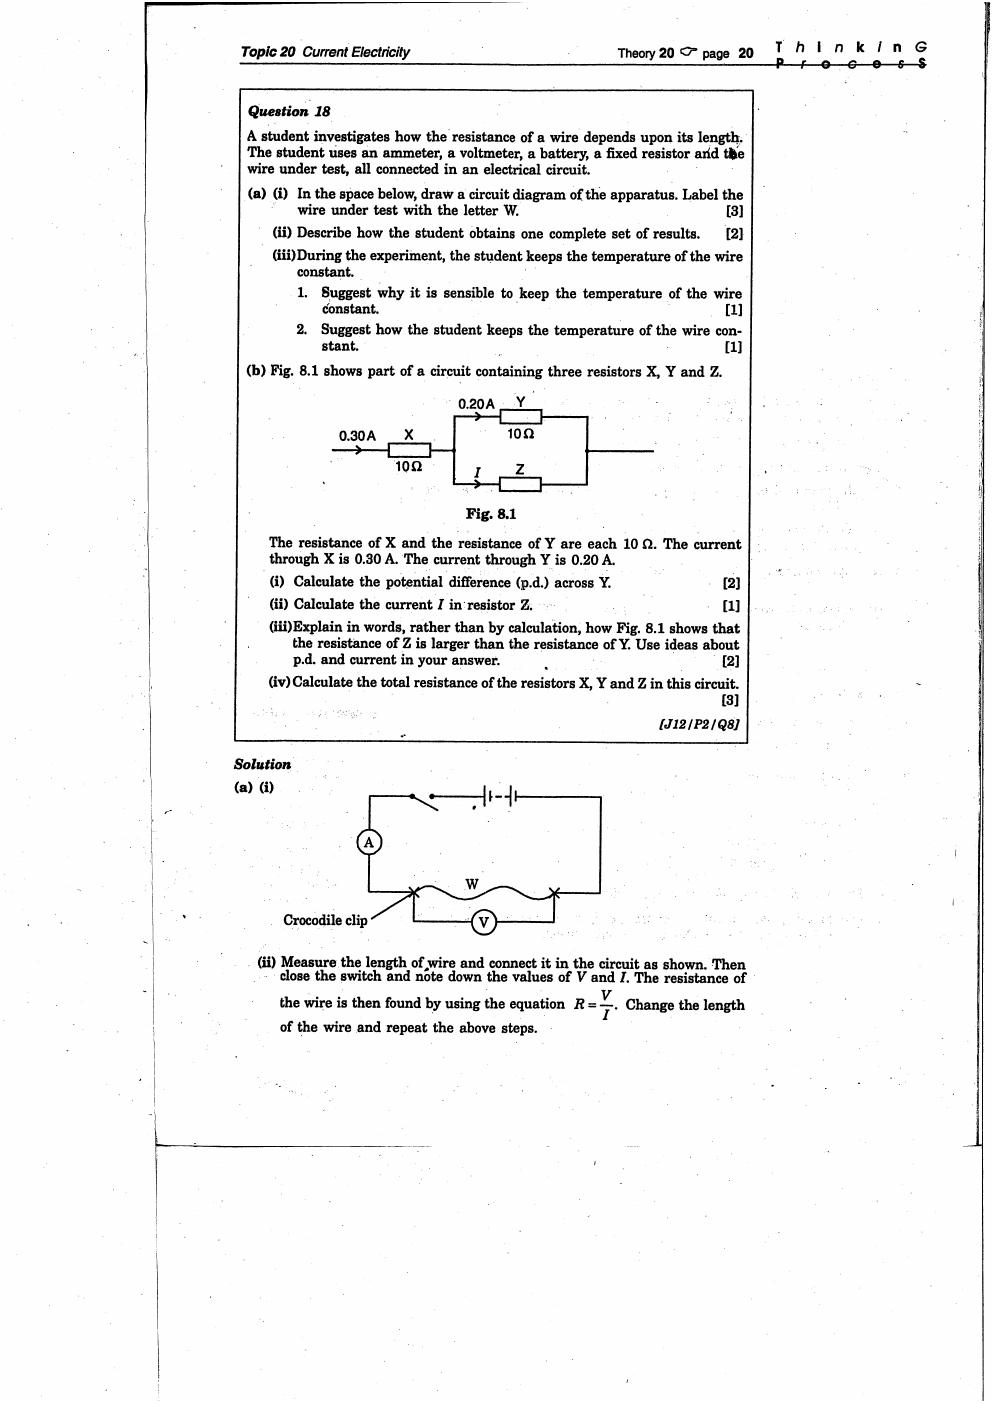 Topic 20 Current Electricity
Theory 20 page 20
ThInkInG
ProcesS
Question 18
A student investigates how the resistance of a wire depends upon its length.
The student uses an ammeter, a voltmeter, a battery, a fixed resistor and the
wire under test, all connected in an electrical circuit.
(a) (i) In the space below, draw a circuit diagram of the apparatus. Label the
wire under test with the letter W. [3]
(ii) Describe how the student obtains one complete set of results. [2]
(iii)During the experiment, the student keeps the temperature of the wire
constant.
1. Suggest why it is sensible to keep the temperature of the wire
constant. [1]
2. Suggest how the student keeps the temperature of the wire con-
stant. [1]
(b) Fig. 8.1 shows part of a circuit containing three resistors X, Y and Z.
0.20A Y
0.30A X 10Ω
10Ω I Z
Fig. 8.1
The resistance of X and the resistance of Y are each 10 Ω. The current
through X is 0.30 A. The current through Y is 0.20 A.
(i) Calculate the potential difference (p.d.) across Y. [2]
(ii) Calculate the current I in resistor Z. [1]
(iii)Explain in words, rather than by calculation, how Fig. 8.1 shows that
the resistance of Z is larger than the resistance of Y. Use ideas about
p.d. and current in your answer. [2]
(iv) Calculate the total resistance of the resistors X, Y and Z in this circuit.
[3]
[J12/P2/Q8]
Solution
(a) (i)
A
W
Crocodile clip
V
(ii) Measure the length of wire and connect it in the circuit as shown. Then
close the switch and note down the values of V and I. The resistance of
the wire is then found by using the equation R = V/I. Change the length
of the wire and repeat the above steps.